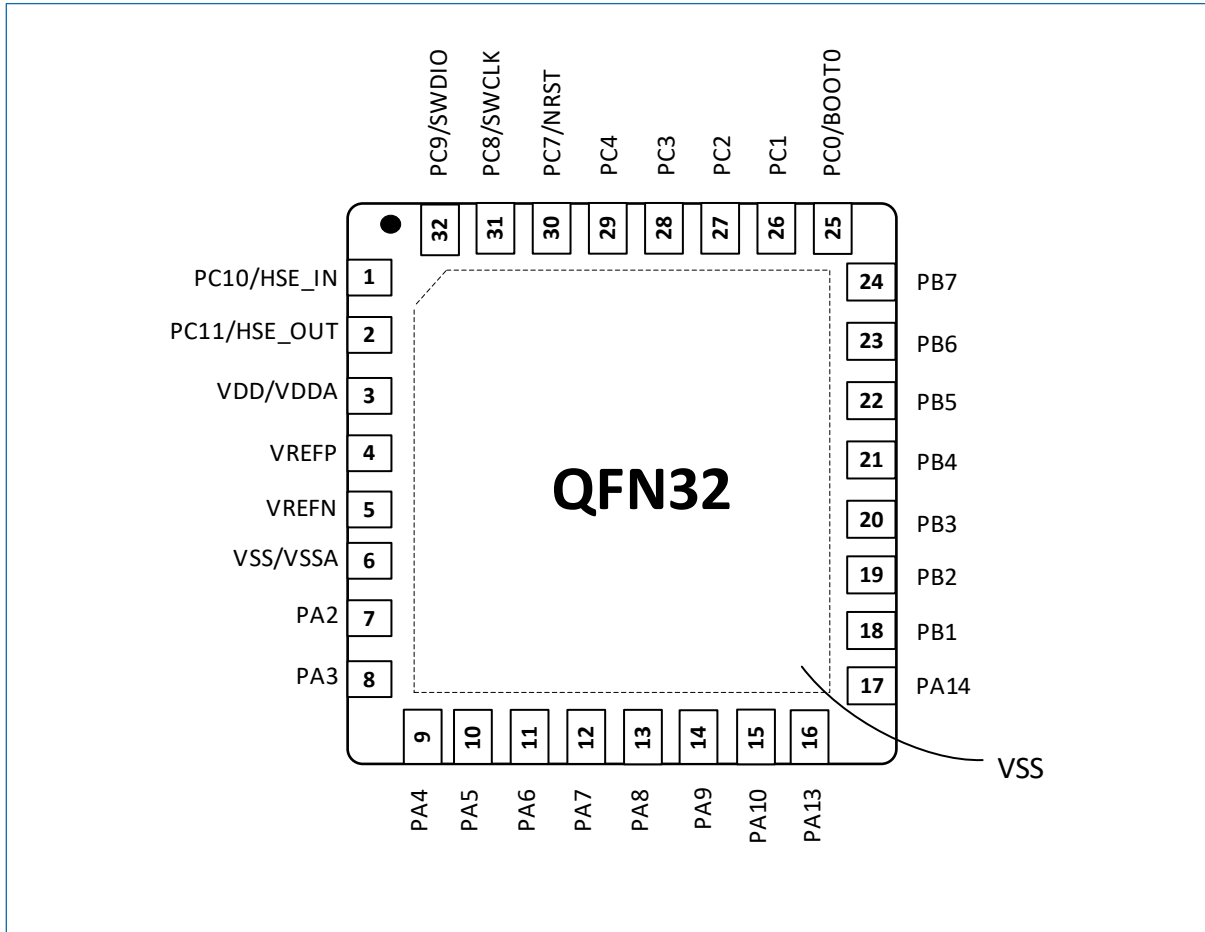 PC9/SWDIO
PC8/SWCLK
PC7/NRST
PC4
PC3
PC2
PC1
PC0/BOOT0
32
31
30
29
28
27
26
25
PC10/HSE_IN 1
PC11/HSE_OUT 2
VDD/VDDA 3
VREFP 4
VREFN 5
VSS/VSSA 6
PA2 7
PA3 8
QFN32
24 PB7
23 PB6
22 PB5
21 PB4
20 PB3
19 PB2
18 PB1
17 PA14
9
10
11
12
13
14
15
16
PA4
PA5
PA6
PA7
PA8
PA9
PA10
PA13
VSS